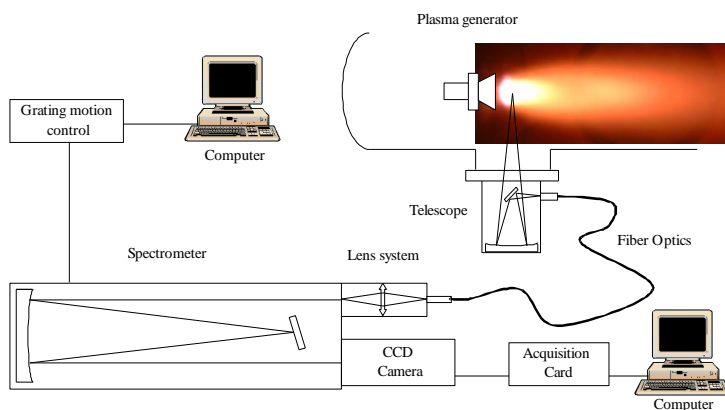 Plasma generator
Grating motion
control
Computer
Telescope
Fiber Optics
Spectrometer
Lens system
CCD
Camera
Acquisition
Card
Computer